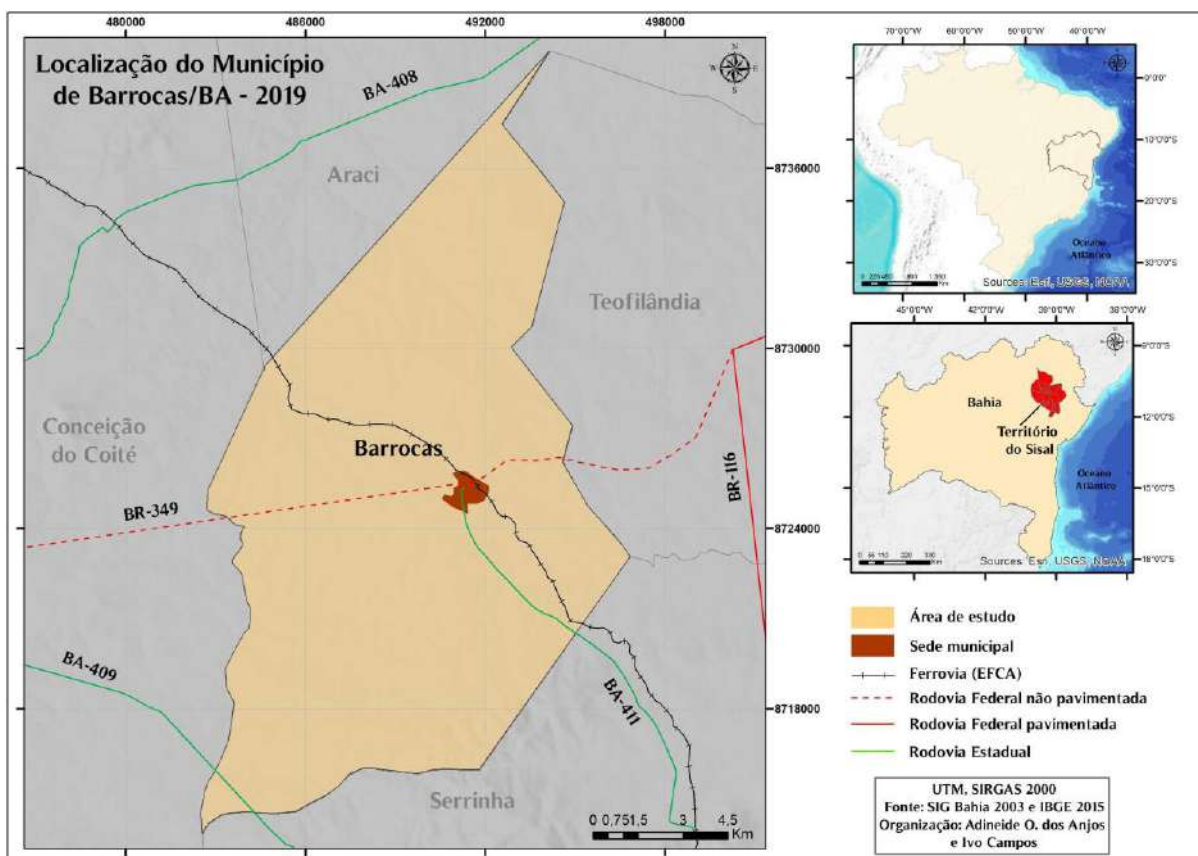 480000
486000
492000
498000
Localização do Município
de Barrocas/BA - 2019
BA-408
N
W
E
S
Araci
8736000
Teofilândia
8730000
Conceição
do Coité
Barrocas
BR-116
BR-349
8724000
BA-409
BA-411
8718000
Serrinha
0 0,75 1,5 3 4,5
Km
70°0'0"W
60°0'0"W
50°0'0"W
40°0'0"W
0°0'0"
10°0'0"S
20°0'0"S
30°0'0"S
Oceano
Atlântico
Km
Sources: Esri, USGS, NOAA
45°0'0"W
42°0'0"W
39°0'0"W
38°0'0"W
9°0'0"S
Bahia
12°0'0"S
Território
do Sisal
Oceano
Atlântico
15°0'0"S
Km
Sources: Esri, USGS, NOAA
18°0'0"S
Área de estudo
Sede municipal
Ferrovia (EFCA)
Rodovia Federal não pavimentada
Rodovia Federal pavimentada
Rodovia Estadual
UTM, SIRGAS 2000
Fonte: SIG Bahia 2003 e IBGE 2015
Organização: Adineide O. dos Anjos
e Ivo Campos